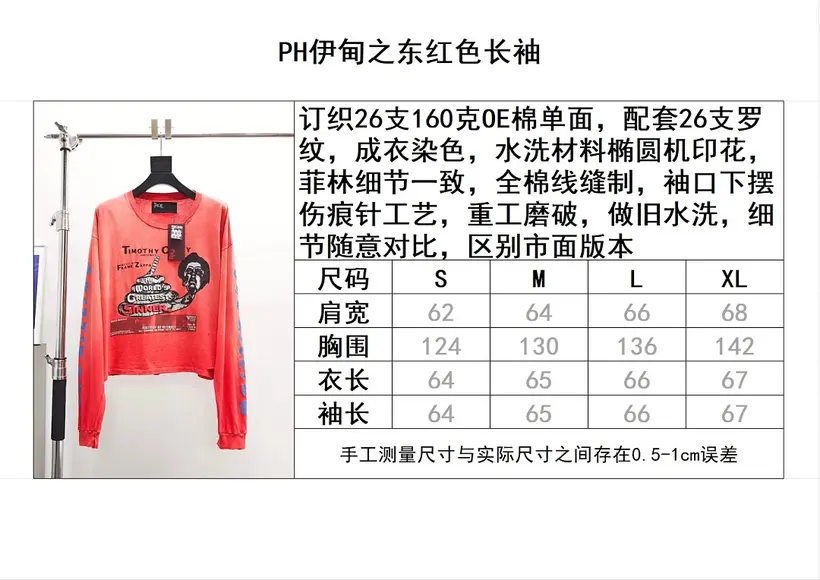 PH伊甸之东红色长袖
订织26支160克OE棉单面，配套26支罗
纹，成衣染色，水洗材料椭圆机印花，
菲林细节一致，全棉线缝制，袖口下摆
伤痕针工艺，重工磨破，做旧水洗，细
节随意对比，区别市面版本
尺码 S M L XL
肩宽 62 64 66 68
胸围 124 130 136 142
衣长 64 65 66 67
袖长 64 65 66 67
手工测量尺寸与实际尺寸之间存在0.5-1cm误差
TIMOTHY
FRANK ZAPPA
THE
WORLD'S
GREATEST
SINNER